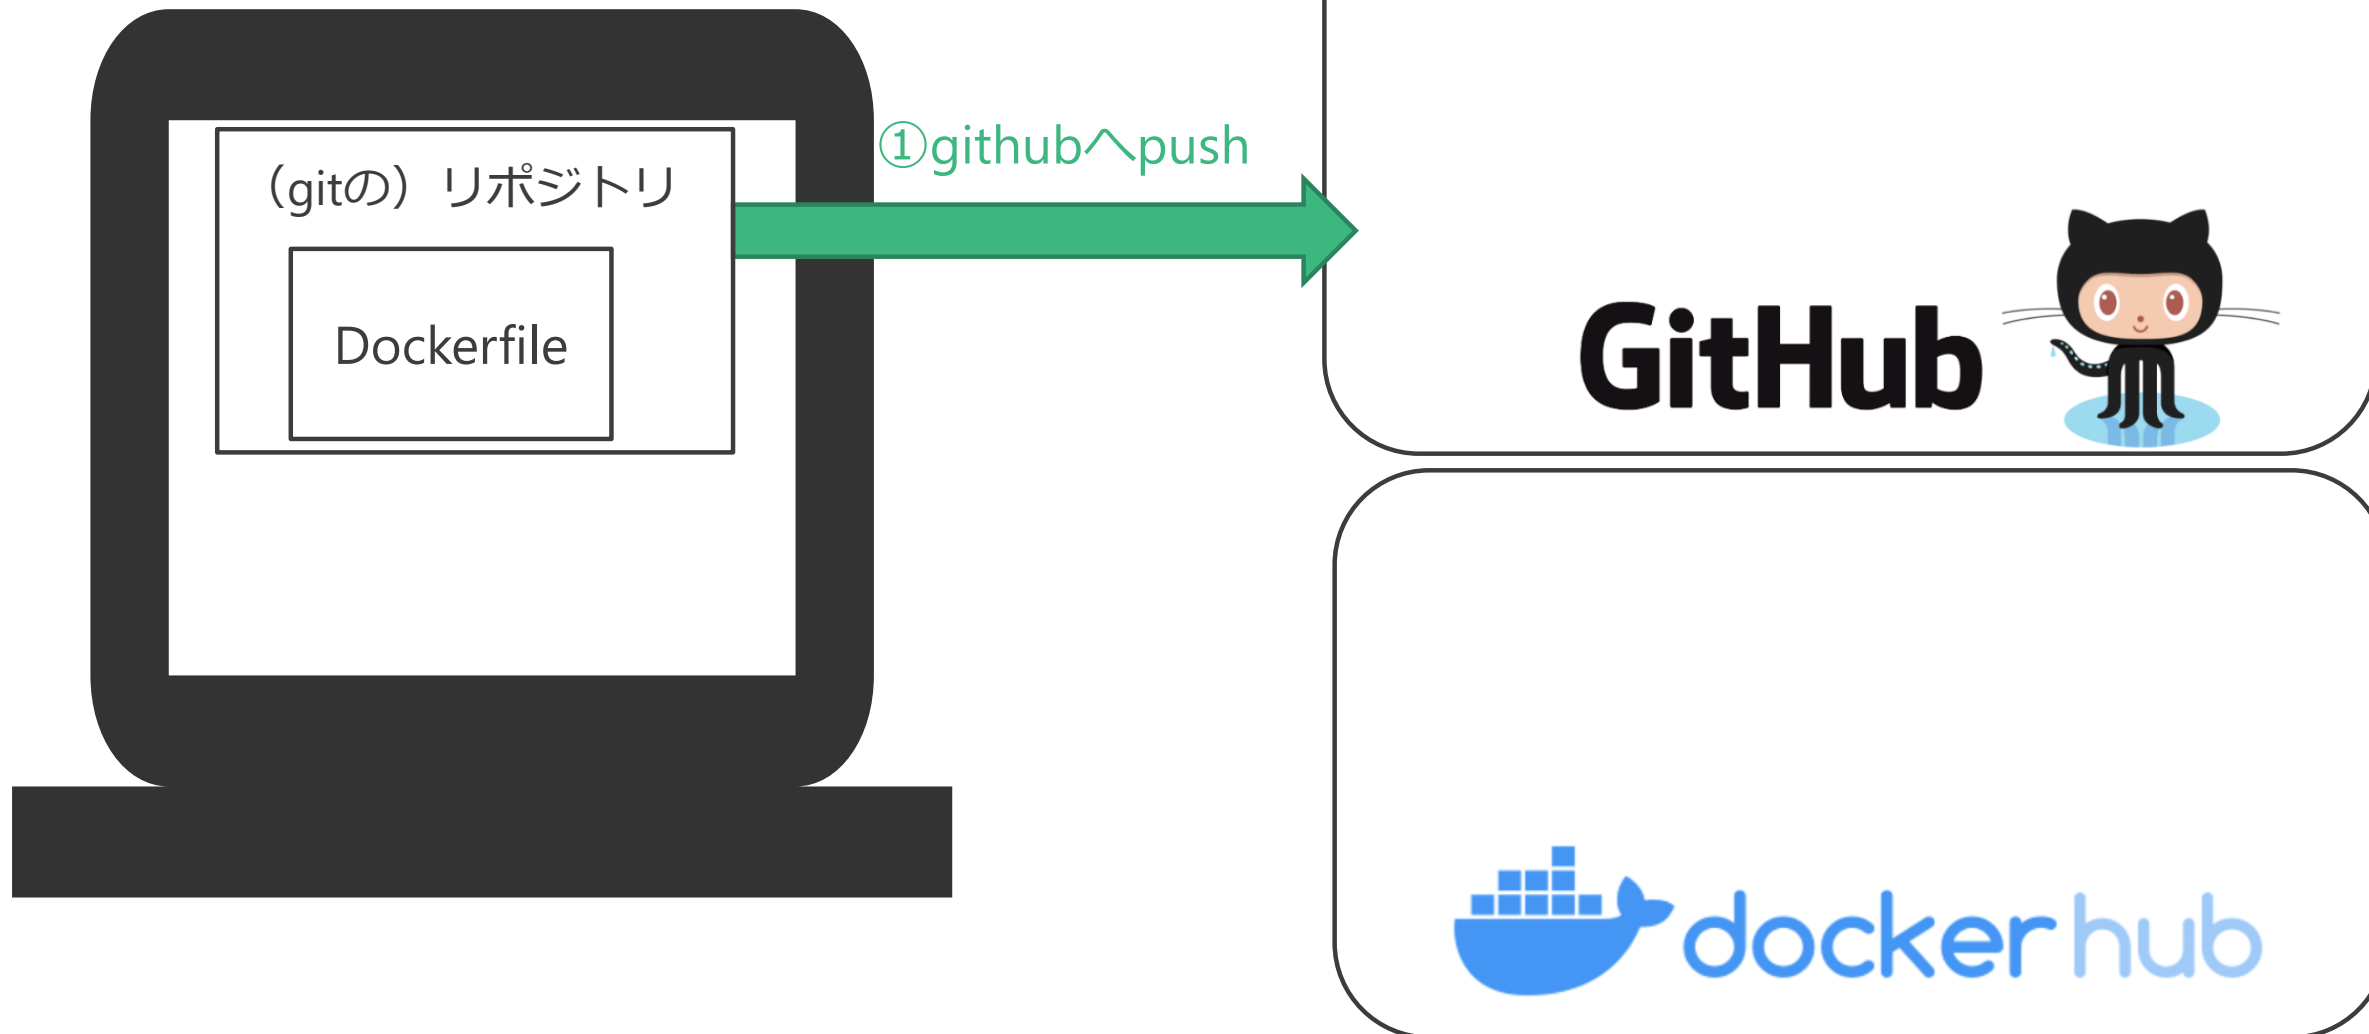 （gitの）リポジトリ
Dockerfile
①githubへpush
GitHub
docker hub